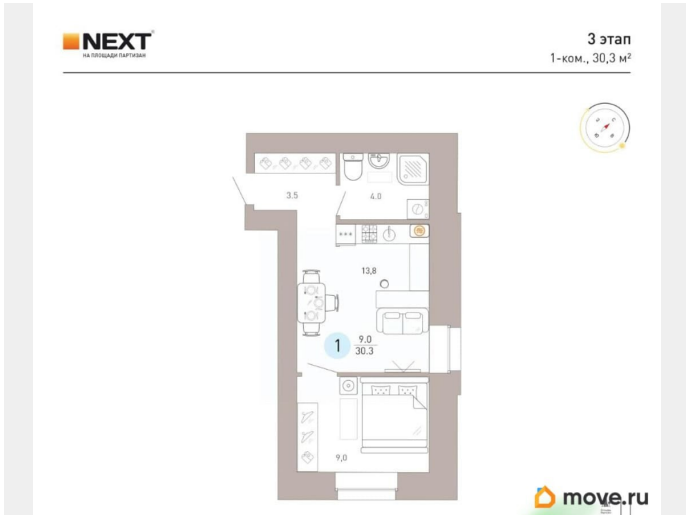 NEXT
НА ПЛОЩАДИ ПАРТИЗАН
3 этап
1-ком., 30,3 м²
3.5
4.0
13,8
1
9.0
30.3
9,0
move.ru